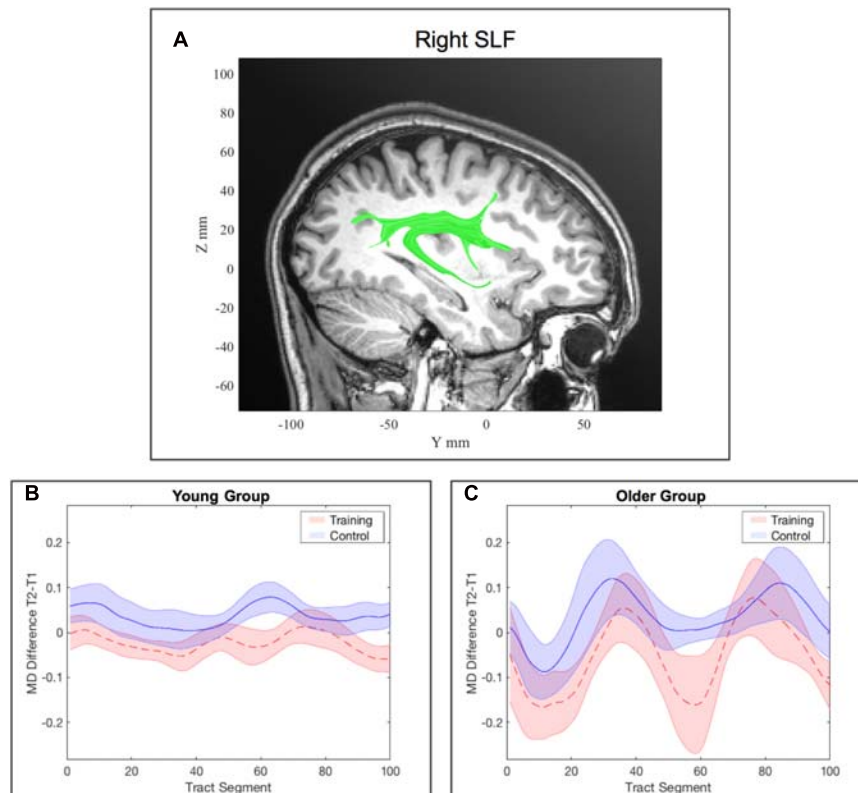 A
Right SLF
100
80
60
40
20
0
-20
-40
-60
Z mm
-100
-50
0
50
Y mm
B
Young Group
Training
Control
0.2
0.1
0
-0.1
-0.2
MD Difference T2-T1
0
20
40
60
80
100
Tract Segment
C
Older Group
Training
Control
0.2
0.1
0
-0.1
-0.2
MD Difference T2-T1
0
20
40
60
80
100
Tract Segment